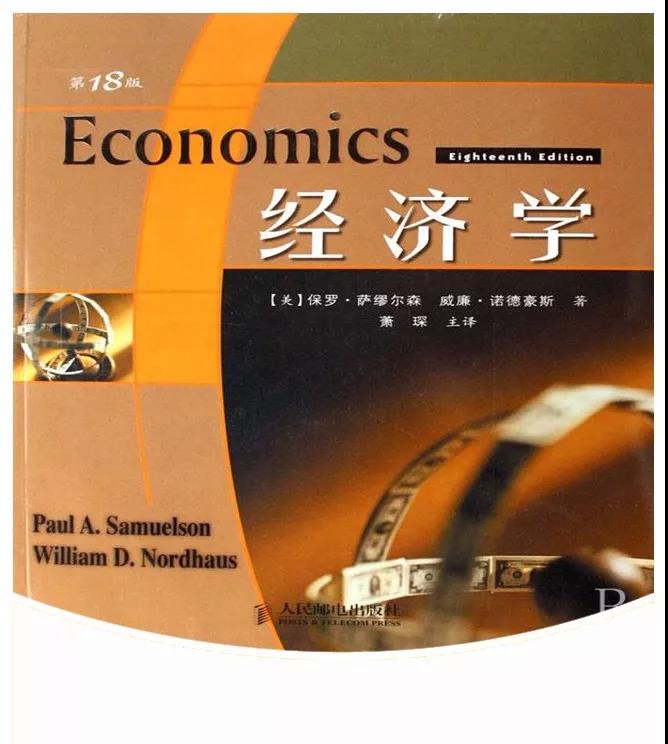 第18版
Economics
Eighteenth Edition
经济学
【美】保罗·萨缪尔森 威廉·诺德豪斯 著
萧 琛 主译
Paul A. Samuelson
William D. Nordhaus
人民邮电出版社
POSTS & TELECOM PRESS